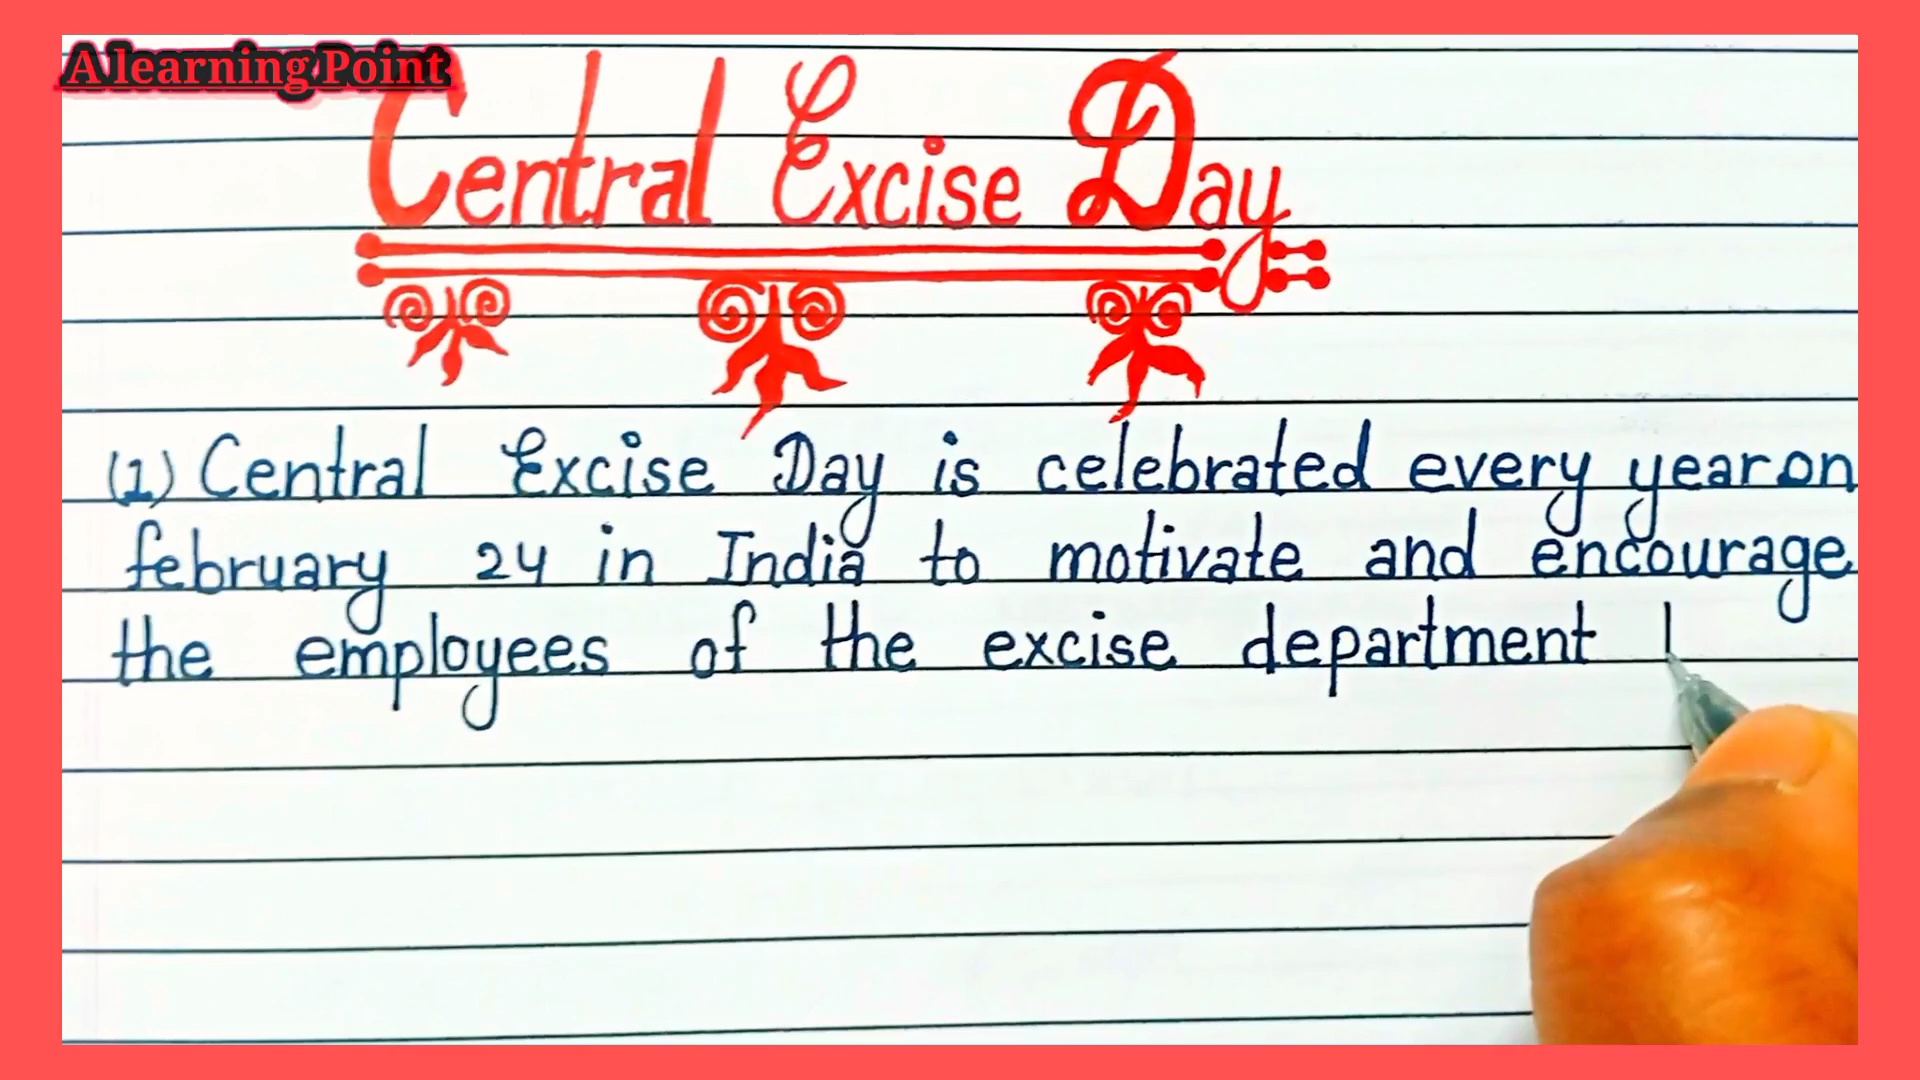 A learning Point
Central Excise Day
(1) Central Excise Day is celebrated every year on
february 24 in India to motivate and encourage
the employees of the excise department